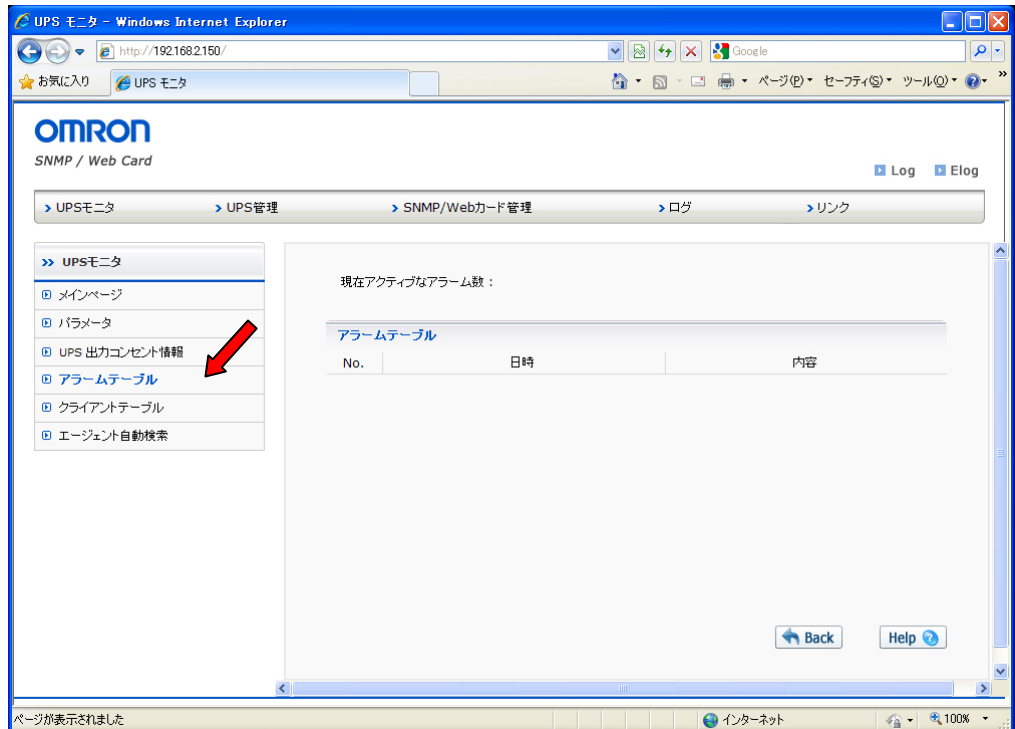 UPS モニタ - Windows Internet Explorer
http://192.168.2.150/
Google
お気に入り
UPS モニタ
ページ(P)
セーフティ(S)
ツール(O)
»
OMRON
SNMP / Web Card
Log
Elog
UPSモニタ
UPS管理
SNMP/Webカード管理
ログ
リンク
UPSモニタ
メインページ
パラメータ
UPS 出力コンセント情報
アラームテーブル
クライアントテーブル
エージェント自動検索
現在アクティブなアラーム数：
アラームテーブル
No.
日時
内容
Back
Help
ページが表示されました
インターネット
100%